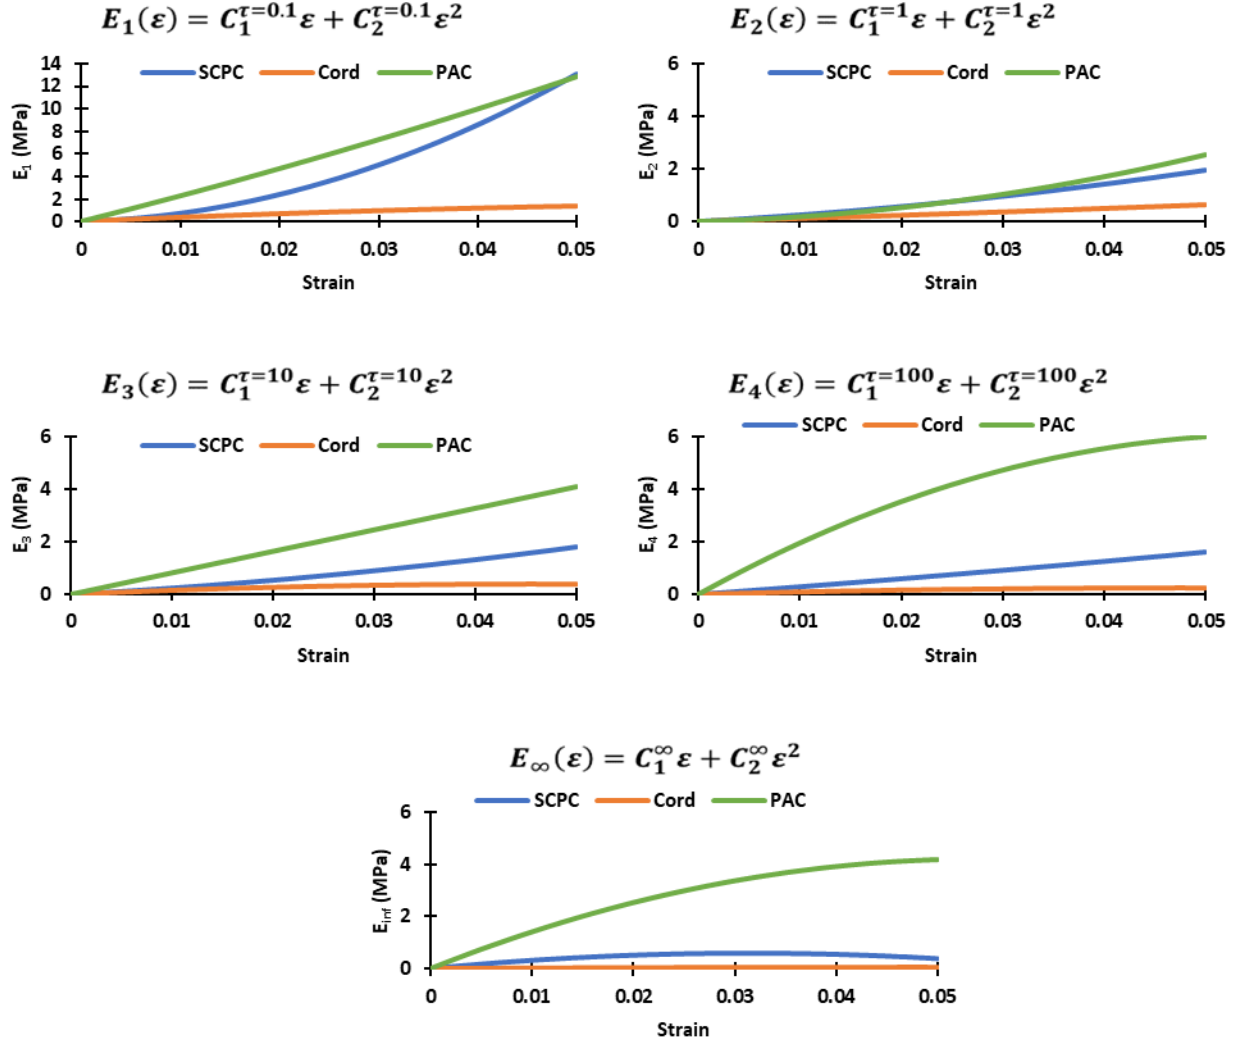 E₁(ε) = C₁^{τ=0.1}ε + C₂^{τ=0.1}ε²
SCPC Cord PAC
14
12
10
8
6
4
2
0
E₁ (MPa)
0 0.01 0.02 0.03 0.04 0.05
Strain
E₂(ε) = C₁^{τ=1}ε + C₂^{τ=1}ε²
SCPC Cord PAC
6
4
2
0
E₂ (MPa)
0 0.01 0.02 0.03 0.04 0.05
Strain
E₃(ε) = C₁^{τ=10}ε + C₂^{τ=10}ε²
SCPC Cord PAC
6
4
2
0
E₃ (MPa)
0 0.01 0.02 0.03 0.04 0.05
Strain
E₄(ε) = C₁^{τ=100}ε + C₂^{τ=100}ε²
SCPC Cord PAC
6
4
2
0
E₄ (MPa)
0 0.01 0.02 0.03 0.04 0.05
Strain
E∞(ε) = C₁^∞ε + C₂^∞ε²
SCPC Cord PAC
6
4
2
0
E_inf (MPa)
0 0.01 0.02 0.03 0.04 0.05
Strain